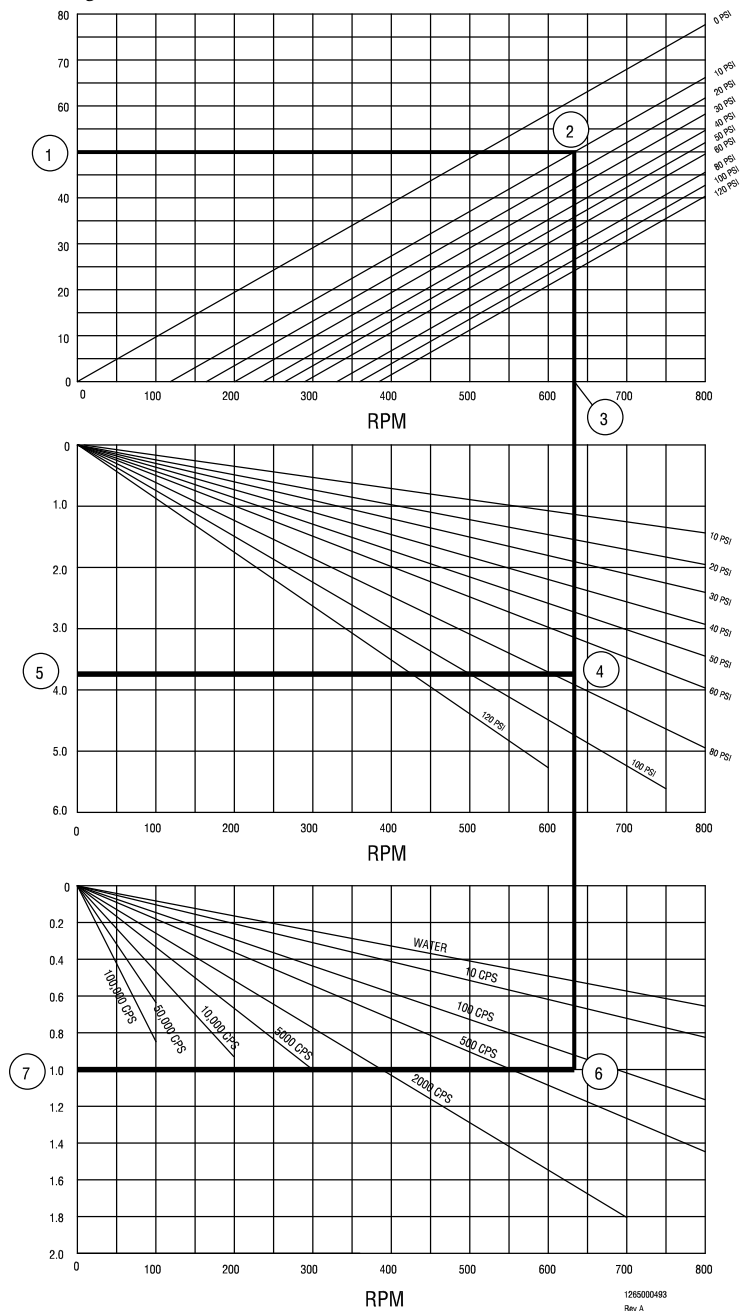 80
70
60
40
30
20
10
0
1
2
0 PSI
10 PSI
20 PSI
30 PSI
40 PSI
50 PSI
60 PSI
80 PSI
100 PSI
120 PSI
0 100 200 300 400 500 600 700 800
RPM
3
0
1.0
2.0
3.0
4.0
5.0
6.0
5
4
10 PSI
20 PSI
30 PSI
40 PSI
50 PSI
60 PSI
80 PSI
100 PSI
120 PSI
0 100 200 300 400 500 600 700 800
RPM
0
0.2
0.4
0.6
0.8
1.0
1.2
1.4
1.6
1.8
2.0
WATER
10 CPS
100 CPS
500 CPS
2000 CPS
5000 CPS
10,000 CPS
50,000 CPS
100,000 CPS
7
6
0 100 200 300 400 500 600 700 800
RPM
1265000493
Rev A